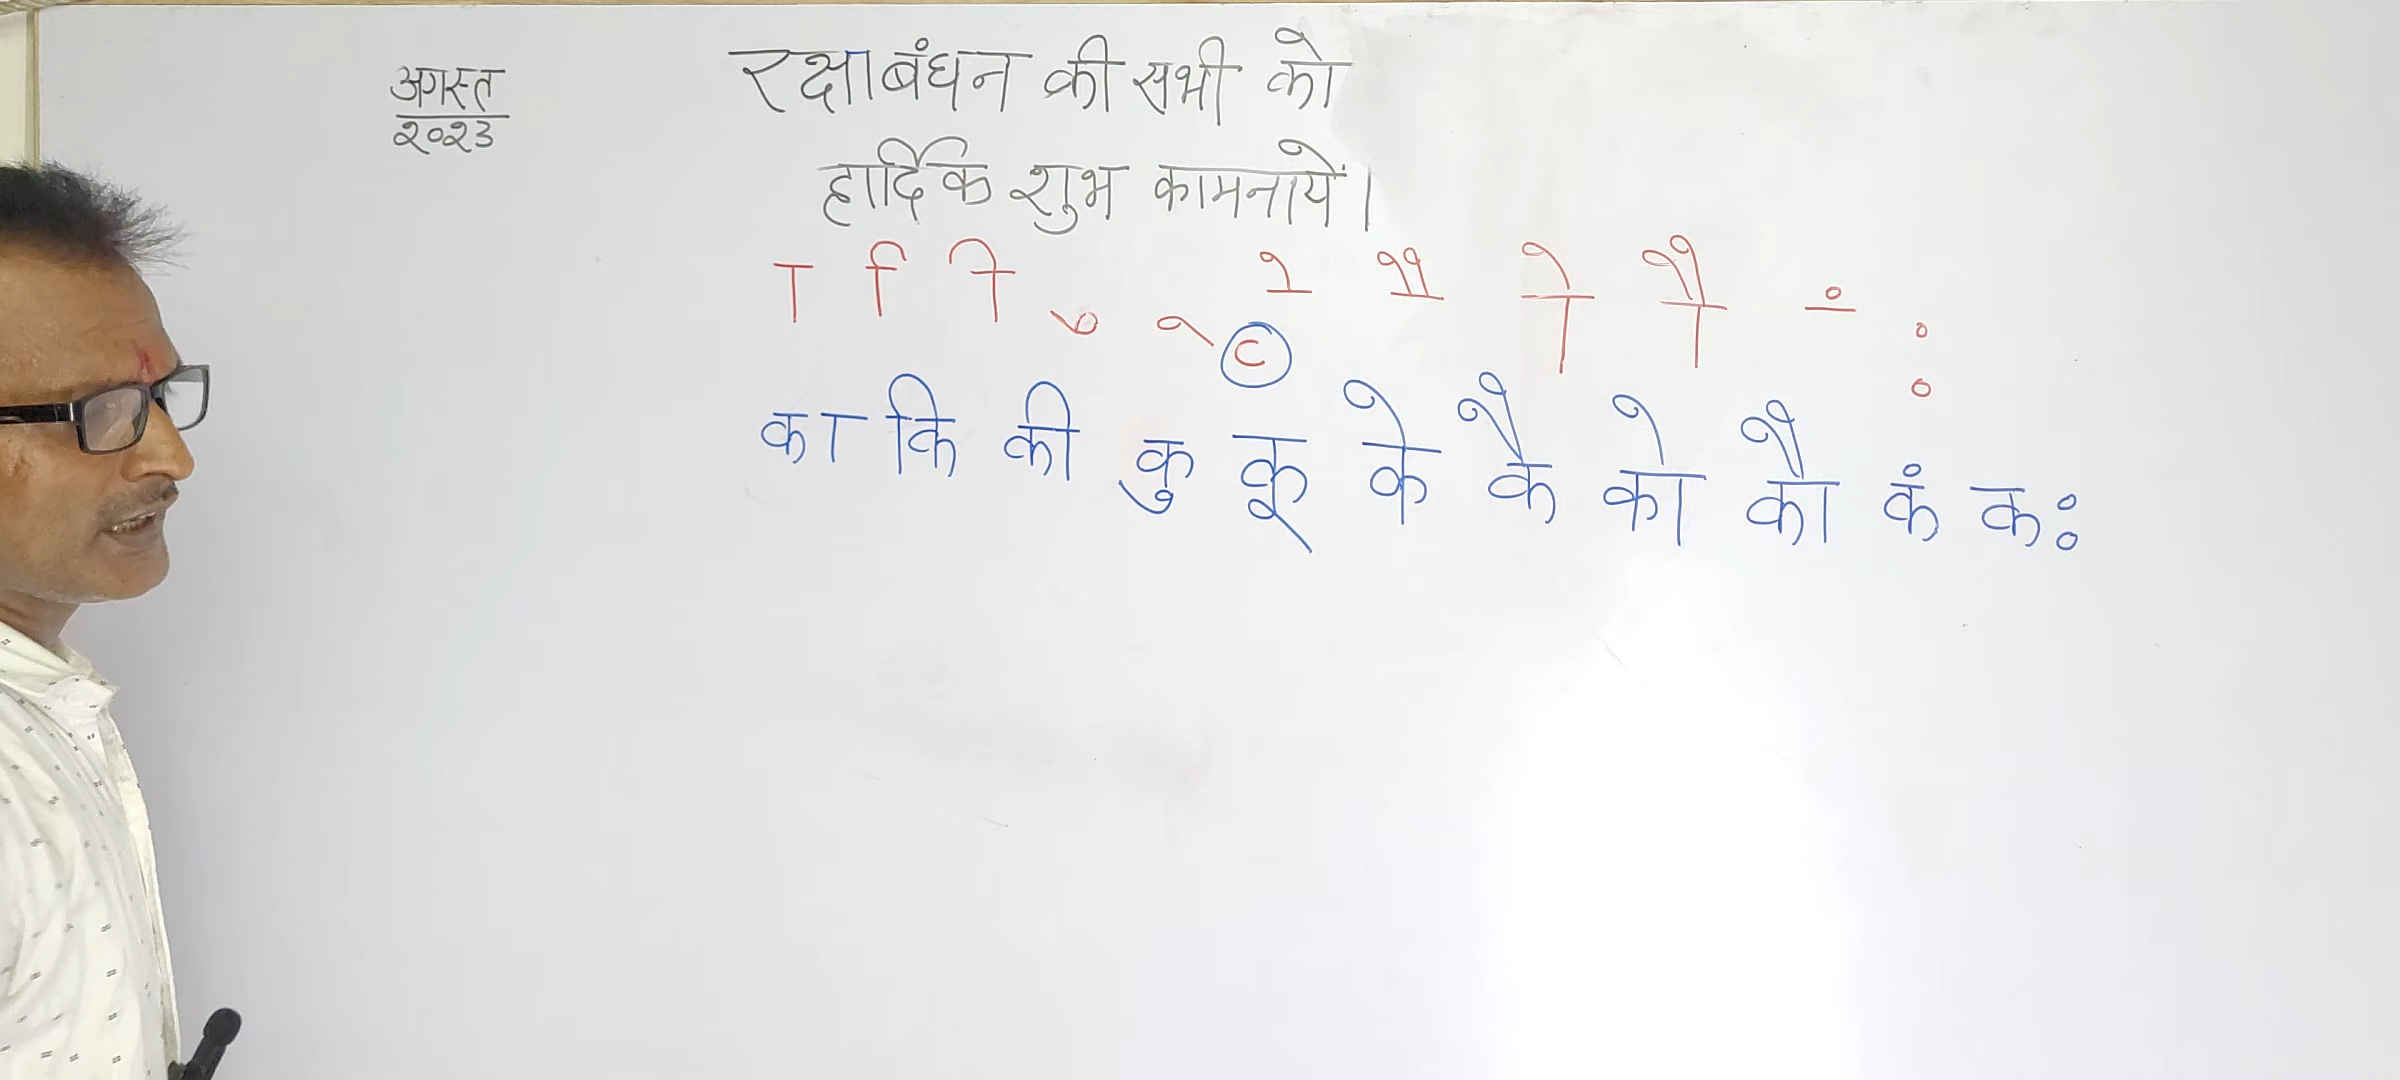 अगस्त
२०२३
रक्षाबंधन की सभी को
हार्दिक शुभ कामनायें।
ा ि ी ु ू ृ े ै ो ौ ं ः
का कि की कु कू के कै को कौ कं कः